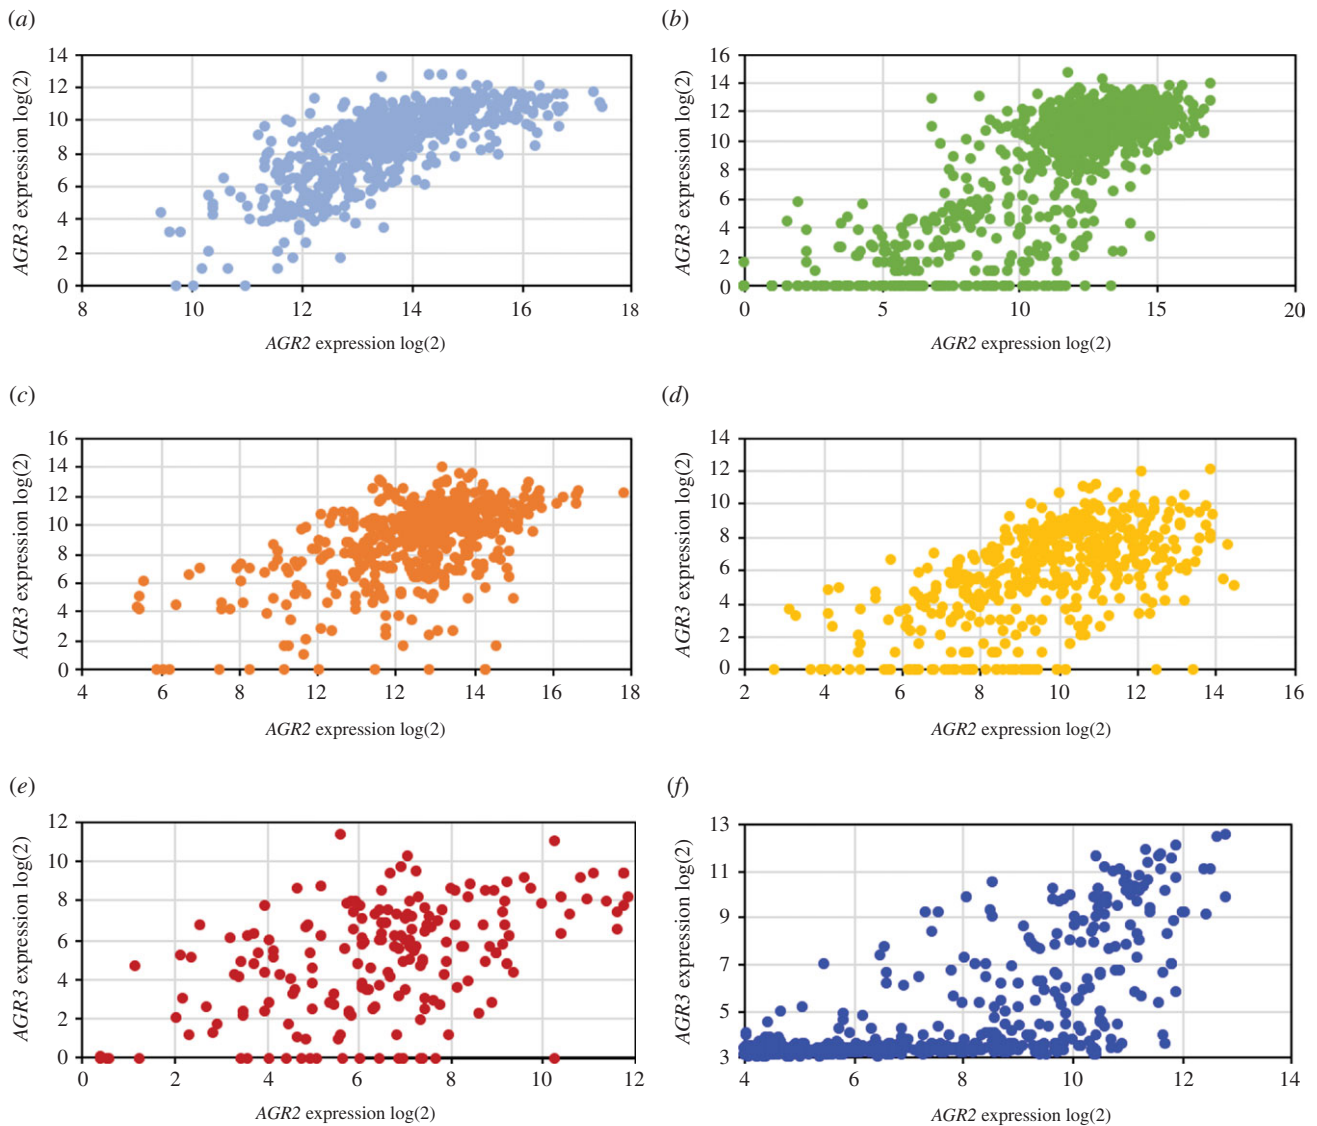 (a)
14
12
10
8
6
4
2
0
AGR3 expression log(2)
8 10 12 14 16 18
AGR2 expression log(2)
(b)
16
14
12
10
8
6
4
2
0
AGR3 expression log(2)
0 5 10 15 20
AGR2 expression log(2)
(c)
16
14
12
10
8
6
4
2
0
AGR3 expression log(2)
4 6 8 12 12 14 16 18
AGR2 expression log(2)
(d)
14
12
10
8
6
4
2
0
AGR3 expression log(2)
2 4 6 8 10 12 14 16
AGR2 expression log(2)
(e)
12
10
8
6
4
2
0
AGR3 expression log(2)
0 2 4 6 8 10 12
AGR2 expression log(2)
(f)
13
11
9
7
5
3
AGR3 expression log(2)
4 6 8 10 12 14
AGR2 expression log(2)